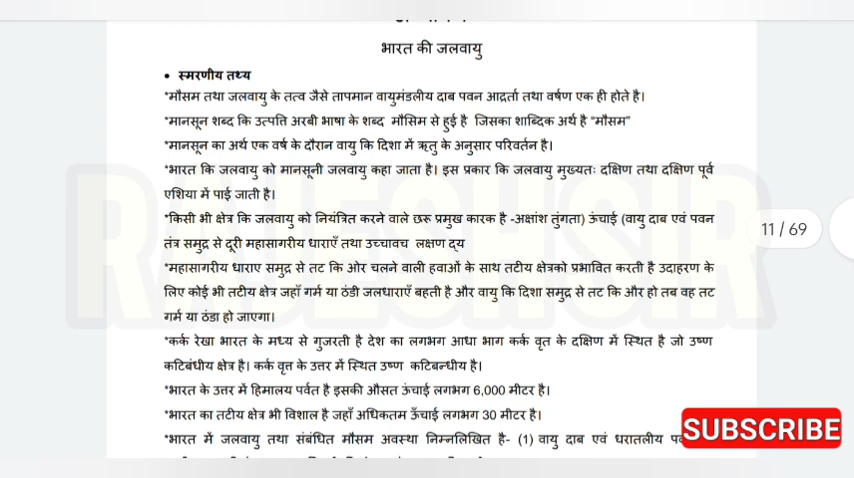 भारत की जलवायु
• स्मरणीय तथ्य
*मौसम तथा जलवायु के तत्व जैसे तापमान वायुमंडलीय दाब पवन आद्रर्ता तथा वर्षण एक ही होते है।
*मानसून शब्द कि उत्पत्ति अरबी भाषा के शब्द मौसिम से हुई है जिसका शाब्दिक अर्थ है "मौसम"
*मानसून का अर्थ एक वर्ष के दौरान वायु कि दिशा में ऋतु के अनुसार परिवर्तन है।
*भारत कि जलवायु को मानसूनी जलवायु कहा जाता है। इस प्रकार कि जलवायु मुख्यतः दक्षिण तथा दक्षिण पूर्व
एशिया में पाई जाती है।
*किसी भी क्षेत्र कि जलवायु को नियंत्रित करने वाले छरू प्रमुख कारक है -अक्षांश तुंगता) ऊंचाई (वायु दाब एवं पवन
तंत्र समुद्र से दूरी महासागरीय धाराएँ तथा उच्चावच लक्षण द्य
*महासागरीय धाराए समुद्र से तट कि ओर चलने वाली हवाओं के साथ तटीय क्षेत्रको प्रभावित करती है उदाहरण के
लिए कोई भी तटीय क्षेत्र जहाँ गर्म या ठंडी जलधाराएँ बहती है और वायु कि दिशा समुद्र से तट कि और हो तब वह तट
गर्म या ठंडा हो जाएगा।
*कर्क रेखा भारत के मध्य से गुजरती है देश का लगभग आधा भाग कर्क वृत के दक्षिण में स्थित है जो उष्ण
कटिबंधीय क्षेत्र है। कर्क वृत्त के उत्तर में स्थित उष्ण कटिबन्धीय है।
*भारत के उत्तर में हिमालय पर्वत है इसकी औसत ऊंचाई लगभग 6,000 मीटर है।
*भारत का तटीय क्षेत्र भी विशाल है जहाँ अधिकतम ऊँचाई लगभग 30 मीटर है।
*भारत में जलवायु तथा संबंधित मौसम अवस्था निम्नलिखित है- (1) वायु दाब एवं धरातलीय
RAJESHSIR
11 / 69
SUBSCRIBE